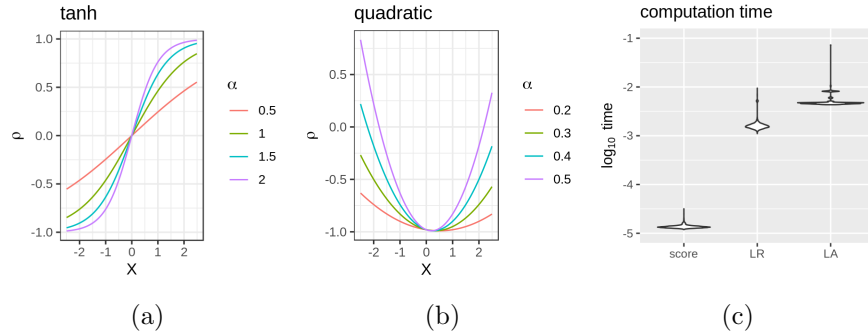 tanh
1.0
0.5
0.0
-0.5
-1.0
ρ
-2 -1 0 1 2
X
α
0.5
1
1.5
2
(a)
quadratic
0.5
0.0
-0.5
-1.0
ρ
-2 -1 0 1 2
X
α
0.2
0.3
0.4
0.5
(b)
computation time
-1
-2
-3
-4
-5
log₁₀ time
score LR LA
(c)